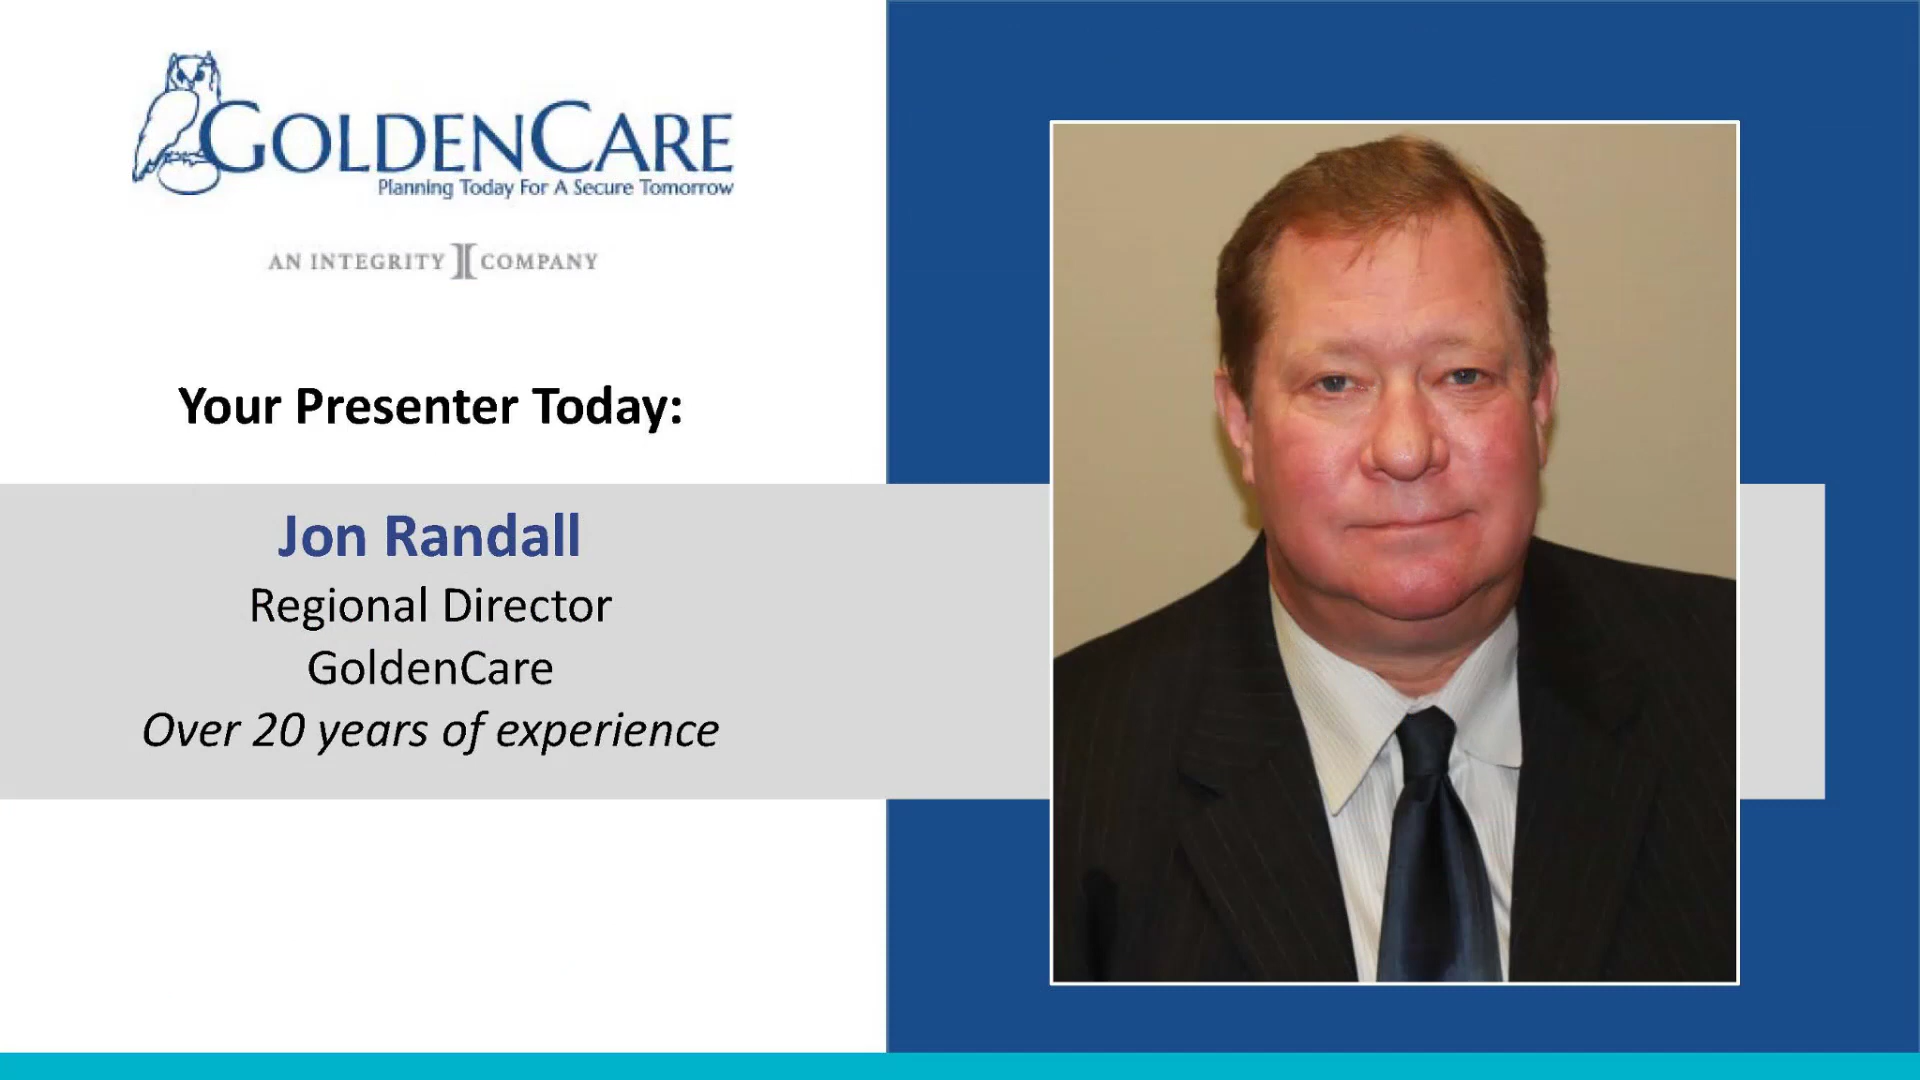 GOLDENCARE
Planning Today For A Secure Tomorrow
AN INTEGRITY COMPANY
Your Presenter Today:
Jon Randall
Regional Director
GoldenCare
Over 20 years of experience